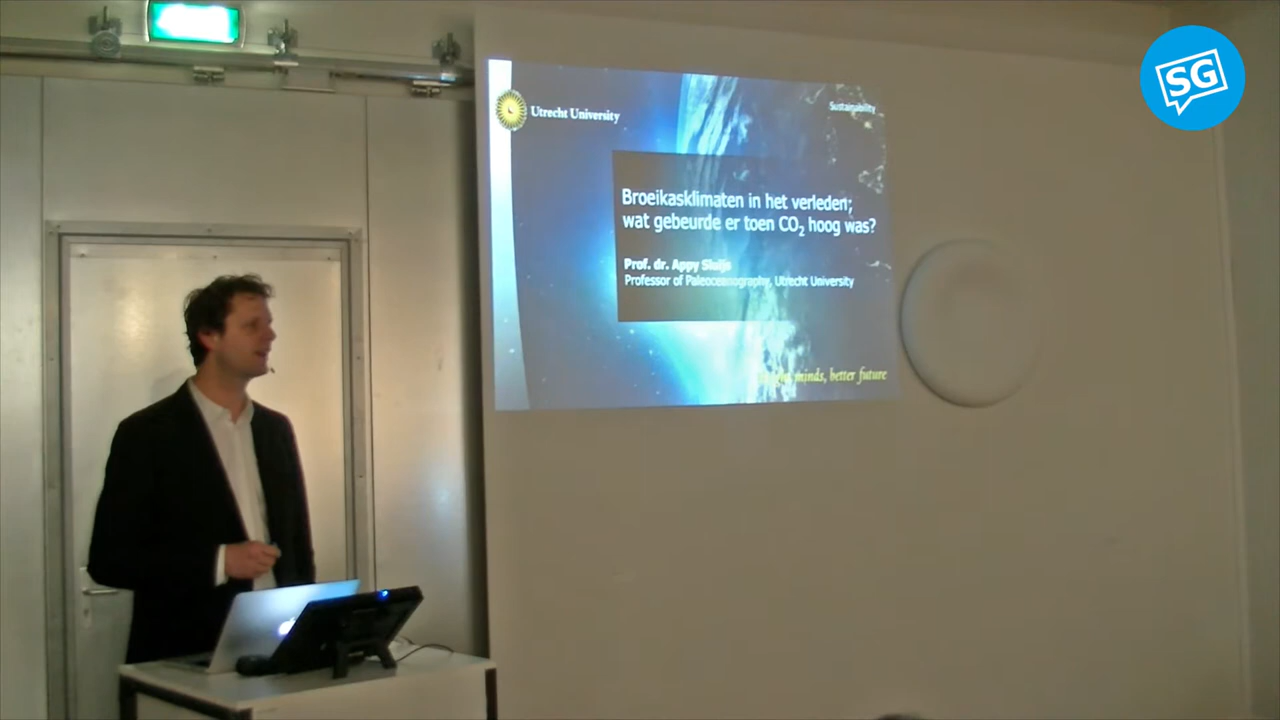 SG
Utrecht University
Sustainability
Broeikasklimaten in het verleden;
wat gebeurde er toen CO₂ hoog was?
Prof. dr. Appy Sluijs
Professor of Paleoceanography, Utrecht University
minds, better future